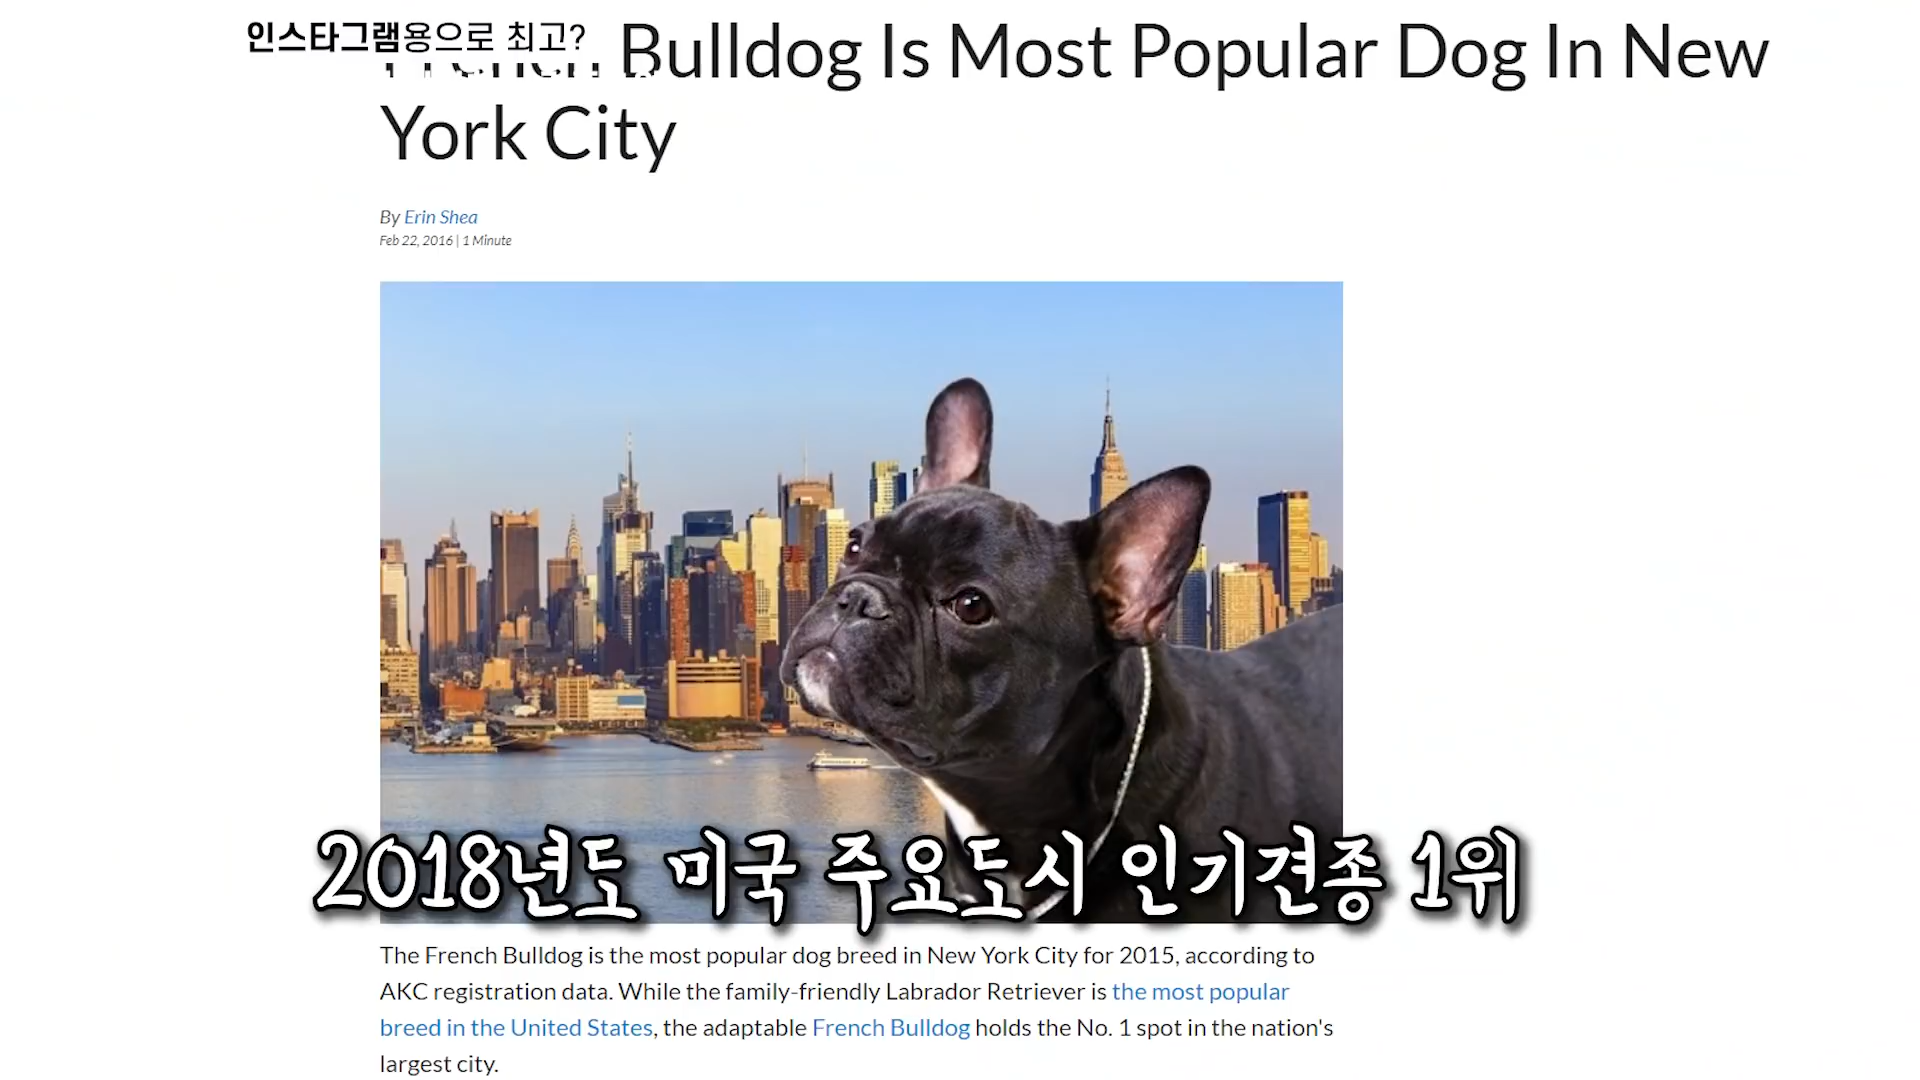 인스타그램용으로 최고?
French Bulldog Is Most Popular Dog In New
York City
By Erin Shea
Feb 22, 2016 | 1 Minute
2018년도 미국 주요도시 인기견종 1위
The French Bulldog is the most popular dog breed in New York City for 2015, according to
AKC registration data. While the family-friendly Labrador Retriever is the most popular
breed in the United States, the adaptable French Bulldog holds the No. 1 spot in the nation's
largest city.